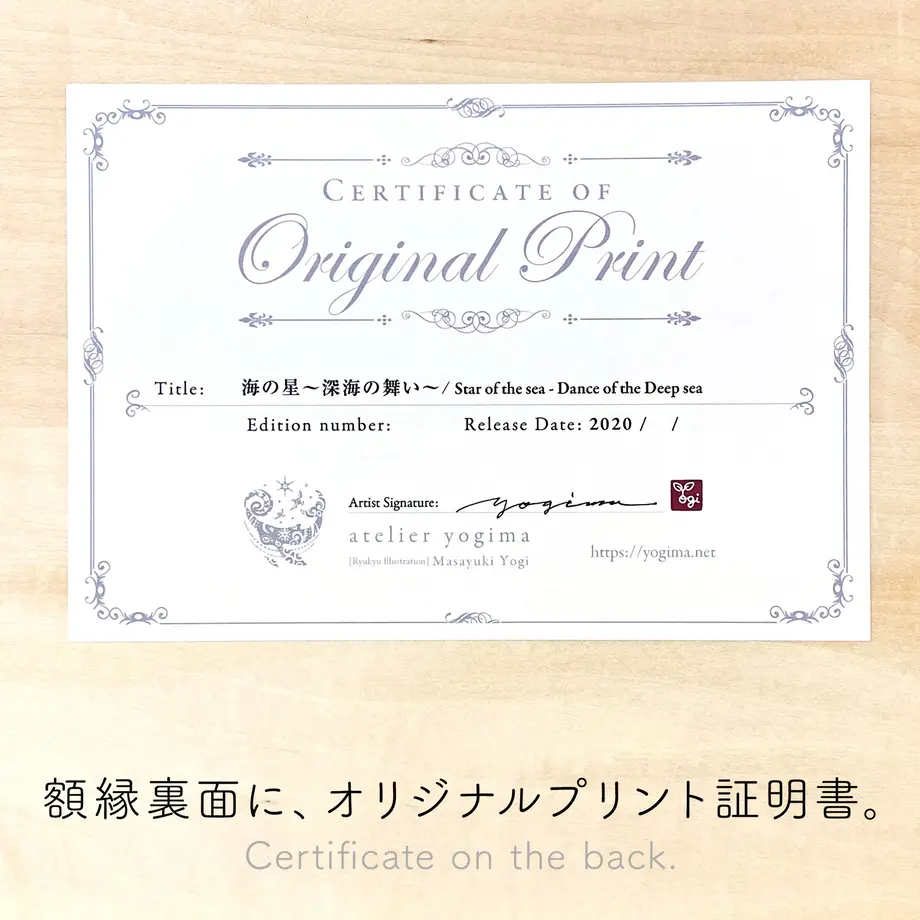 CERTIFICATE OF
Original Print
Title: 海の星～深海の舞い～/ Star of the sea - Dance of the Deep sea
Edition number: Release Date: 2020 / /
Artist Signature: yogima yogi
atelier yogima
[Ryukyu Illustration] Masayuki Yogi https://yogima.net
額縁裏面に、オリジナルプリント証明書。
Certificate on the back.